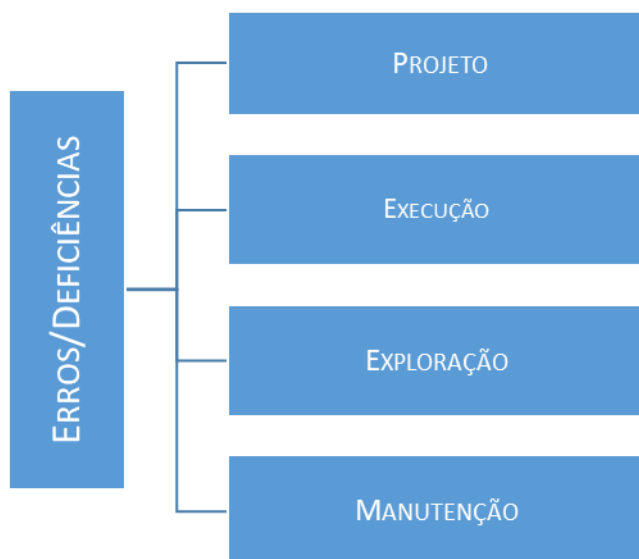 ERROS/DEFICIÊNCIAS
PROJETO
EXECUÇÃO
EXPLORAÇÃO
MANUTENÇÃO